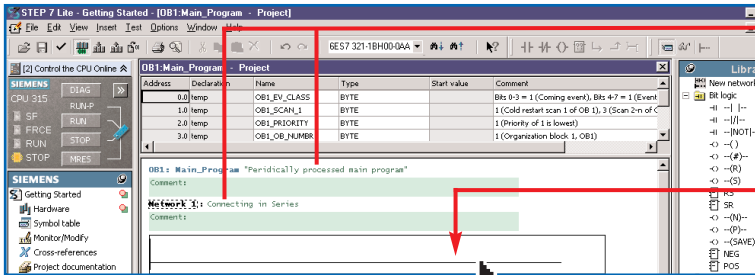 STEP 7 Lite - Getting Started - [OB1:Main_Program - Project]
File Edit View Insert Test Options Window Help
6ES7 321-1BH00-0AA
[2] Control the CPU Online
SIEMENS
CPU 315
DIAG
RUN-P
SF
RUN
FRCE
RUN
STOP
STOP
MRES
SIEMENS
Getting Started
Hardware
Symbol table
Monitor/Modify
Cross-references
Project documentation
OB1:Main_Program - Project
Address Declaration Name Type Start value Comment
0.0 temp OB1_EV_CLASS BYTE Bits 0-3 = 1 (Coming event), Bits 4-7 = 1 (Event
1.0 temp OB1_SCAN_1 BYTE 1 (Cold restart scan 1 of OB 1), 3 (Scan 2-n of O
2.0 temp OB1_PRIORITY BYTE 1 (Priority of 1 is lowest)
3.0 temp OB1_OB_NUMBR BYTE 1 (Organization block 1, OB1)
OB1: Main_Program "Peridically processed main program"
Comment:
Network 1: Connecting in Series
Comment:
Libra
New network
Bit logic
--| |--
--|/|--
--|NOT|--
--( )
--(#)--
--(R)
--(S)
RS
SR
--(N)--
--(P)--
--(SAVE)
NEG
POS